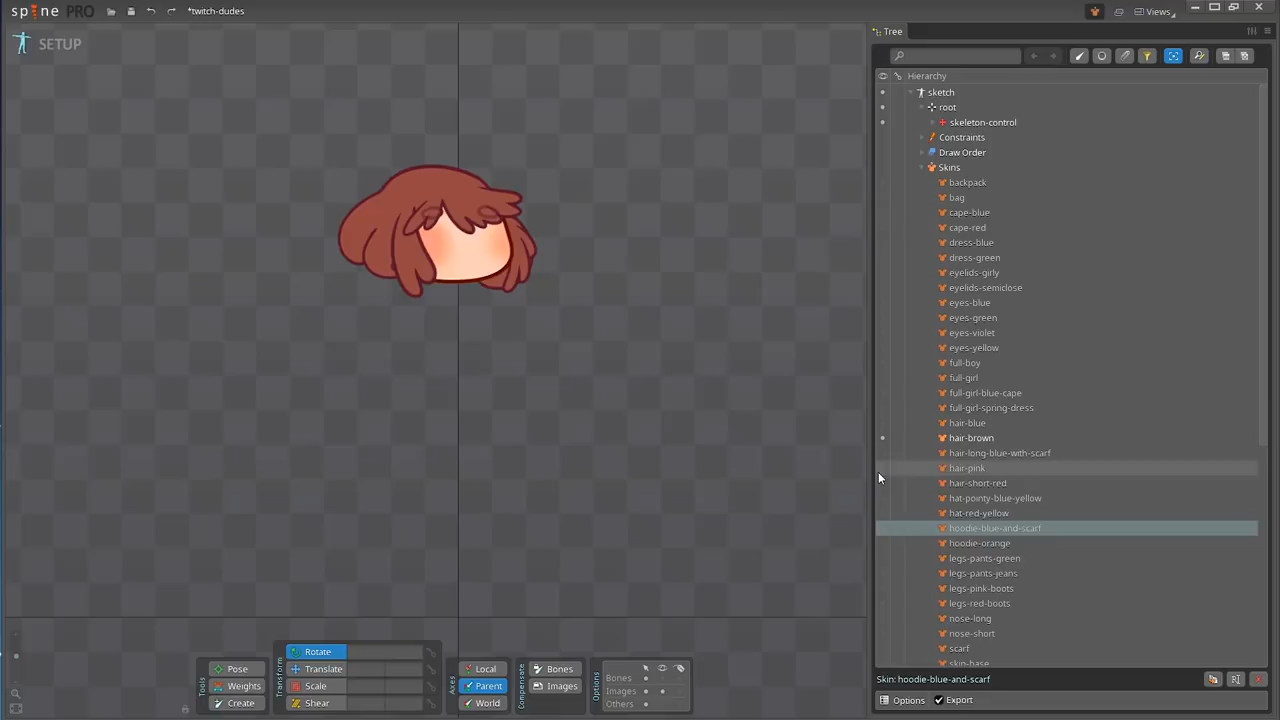 spine PRO *twitch-dudes Views
SETUP
Tree
Hierarchy
sketch
root
skeleton-control
Constraints
Draw Order
Skins
backpack
bag
cape-blue
cape-red
dress-blue
dress-green
eyelids-girly
eyelids-semiclose
eyes-blue
eyes-green
eyes-violet
eyes-yellow
full-boy
full-girl
full-girl-blue-cape
full-girl-spring-dress
hair-blue
hair-brown
hair-long-blue-with-scarf
hair-pink
hair-short-red
hat-pointy-blue-yellow
hat-red-yellow
hoodie-blue-and-scarf
hoodie-orange
legs-pants-green
legs-pants-jeans
legs-pink-boots
legs-red-boots
nose-long
nose-short
scarf
skin-base
Skin: hoodie-blue-and-scarf
Options Export
Tools
Pose
Weights
Create
Transform
Rotate
Translate
Scale
Shear
Axes
Local
Parent
World
Compensate
Bones
Images
Options
Bones
Images
Others